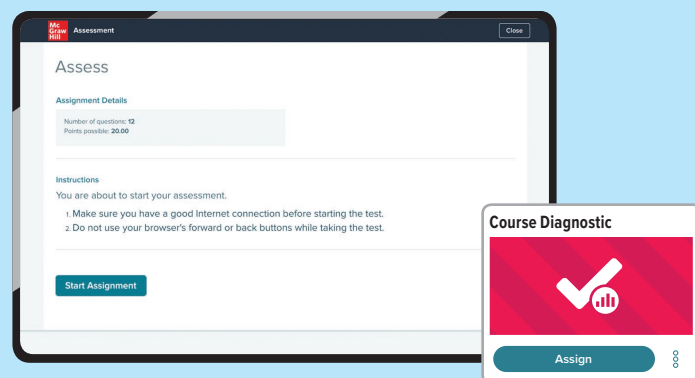 Mc
Graw
Hill
Assessment
Close
Assess
Assignment Details
Number of questions: 12
Points possible: 20.00
Instructions
You are about to start your assessment.
1. Make sure you have a good Internet connection before starting the test.
2. Do not use your browser's forward or back buttons while taking the test.
Start Assignment
Course Diagnostic
Assign